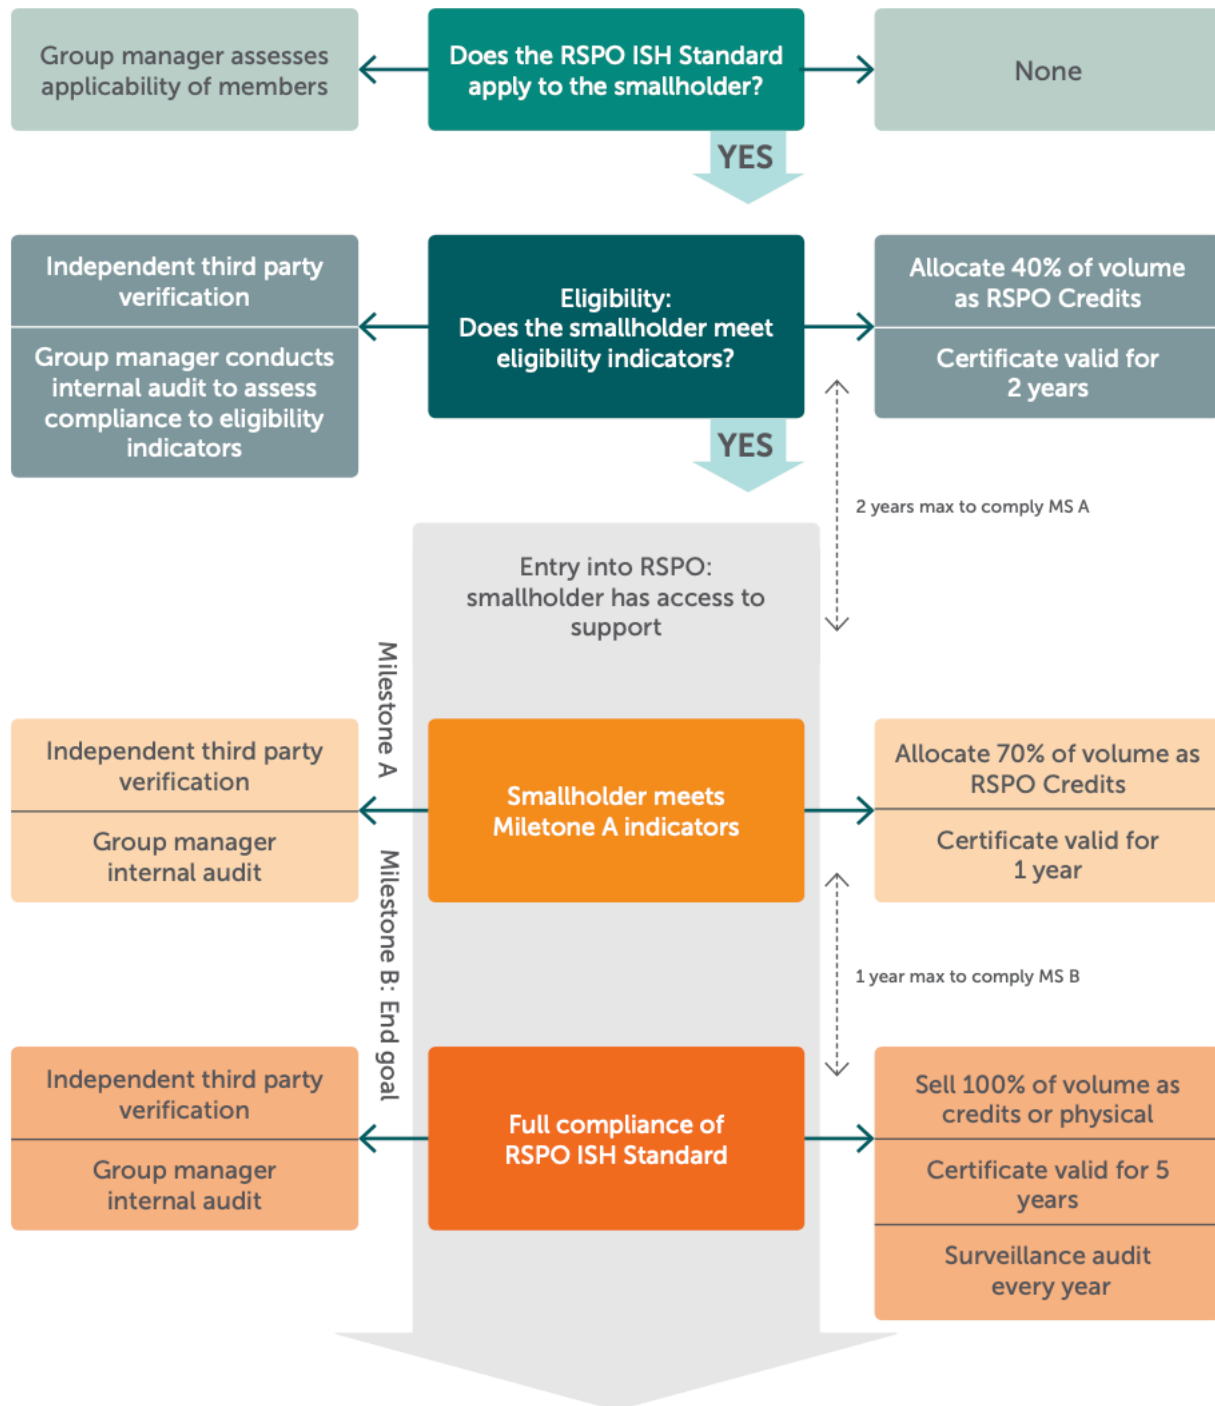 Group manager assesses
applicability of members
Does the RSPO ISH Standard
apply to the smallholder?
None
YES
Independent third party
verification
Group manager conducts
internal audit to assess
compliance to eligibility
indicators
Eligibility:
Does the smallholder meet
eligibility indicators?
Allocate 40% of volume
as RSPO Credits
Certificate valid for
2 years
YES
2 years max to comply MS A
Entry into RSPO:
smallholder has access to
support
Milestone A
Independent third party
verification
Group manager
internal audit
Smallholder meets
Miletone A indicators
Allocate 70% of volume as
RSPO Credits
Certificate valid for
1 year
Milestone B: End goal
1 year max to comply MS B
Independent third party
verification
Group manager
internal audit
Full compliance of
RSPO ISH Standard
Sell 100% of volume as
credits or physical
Certificate valid for 5
years
Surveillance audit
every year